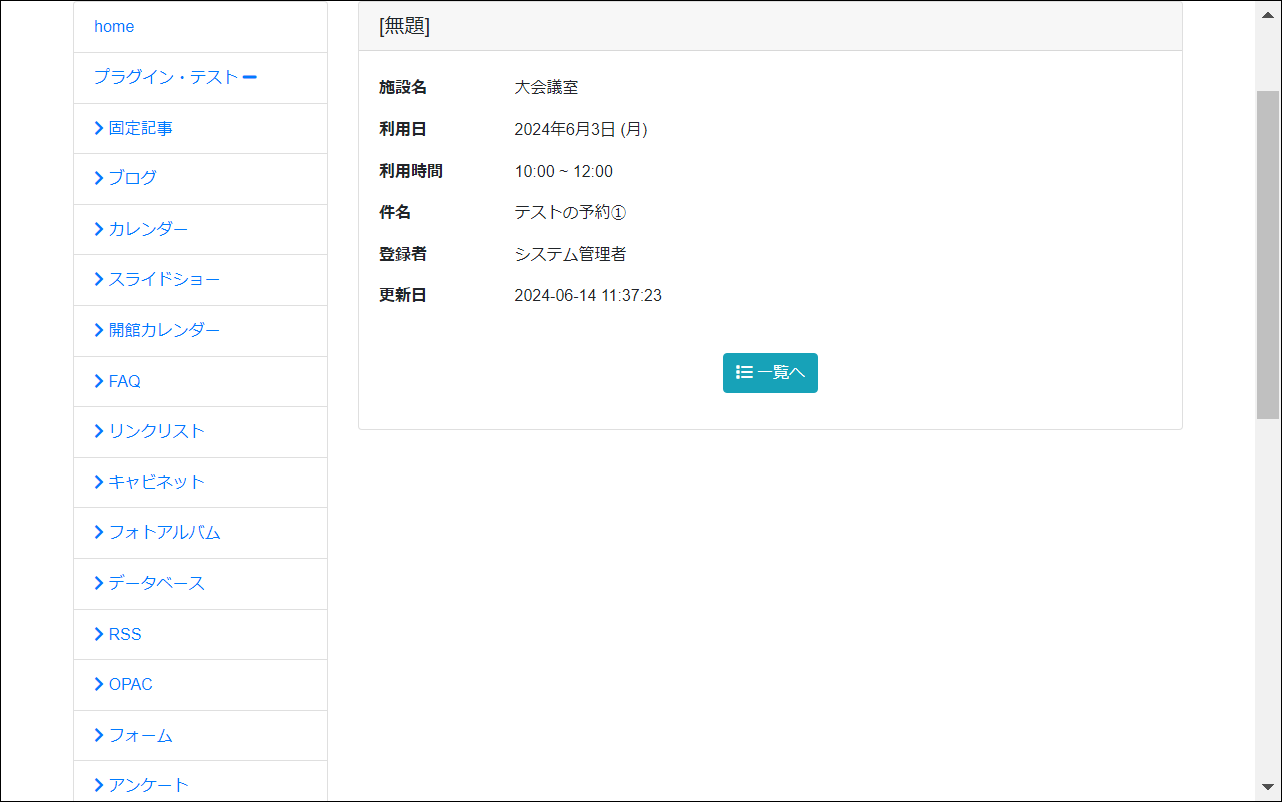 home
プラグイン・テスト
固定記事
ブログ
カレンダー
スライドショー
開館カレンダー
FAQ
リンクリスト
キャビネット
フォトアルバム
データベース
RSS
OPAC
フォーム
アンケート
[無題]
施設名 大会議室
利用日 2024年6月3日 (月)
利用時間 10:00 ~ 12:00
件名 テストの予約①
登録者 システム管理者
更新日 2024-06-14 11:37:23
一覧へ